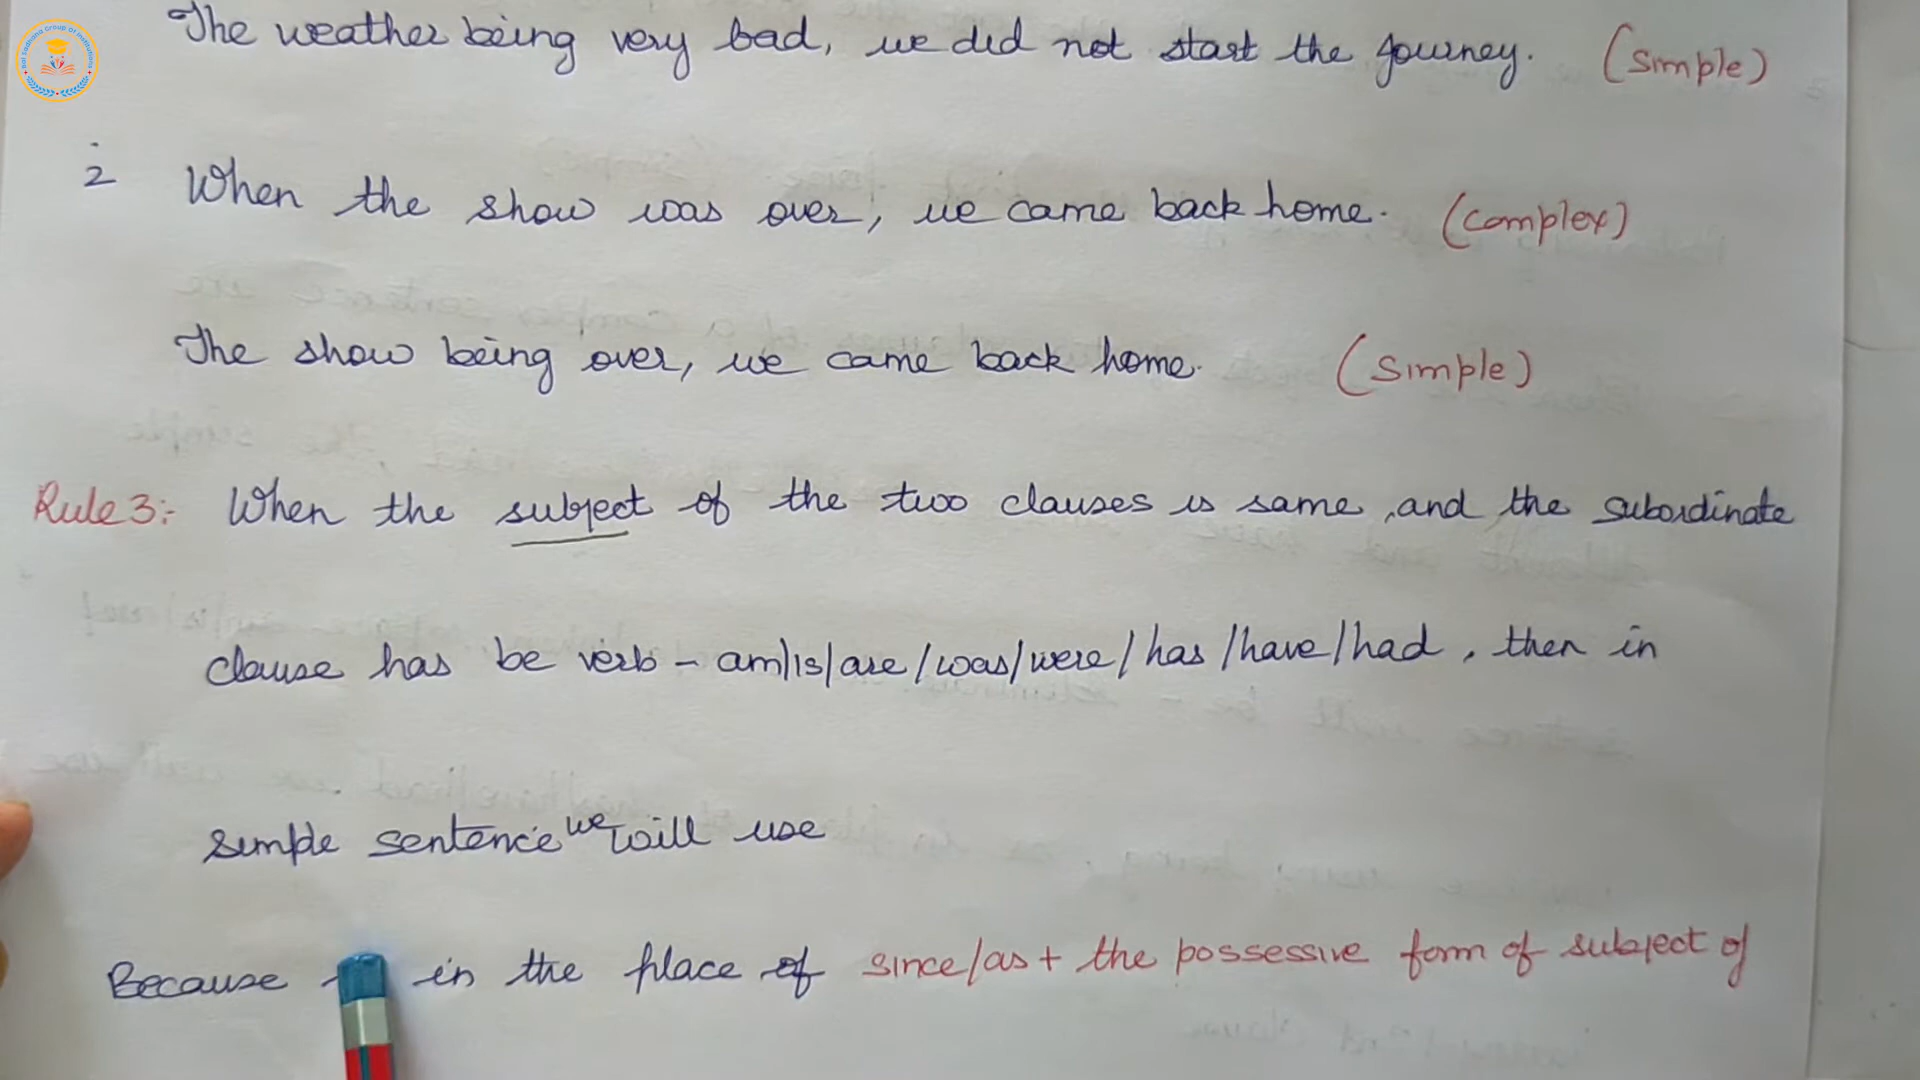 The weather being very bad, we did not start the journey. (Simple)
2 When the show was over, we came back home. (Complex)
The show being over, we came back home. (Simple)
Rule 3:- When the subject of the two clauses is same, and the subordinate
clause has be verb - am/is/are/was/were/has/have/had, then in
simple sentence we will use
Because in the place of since/as + the possessive form of subject of